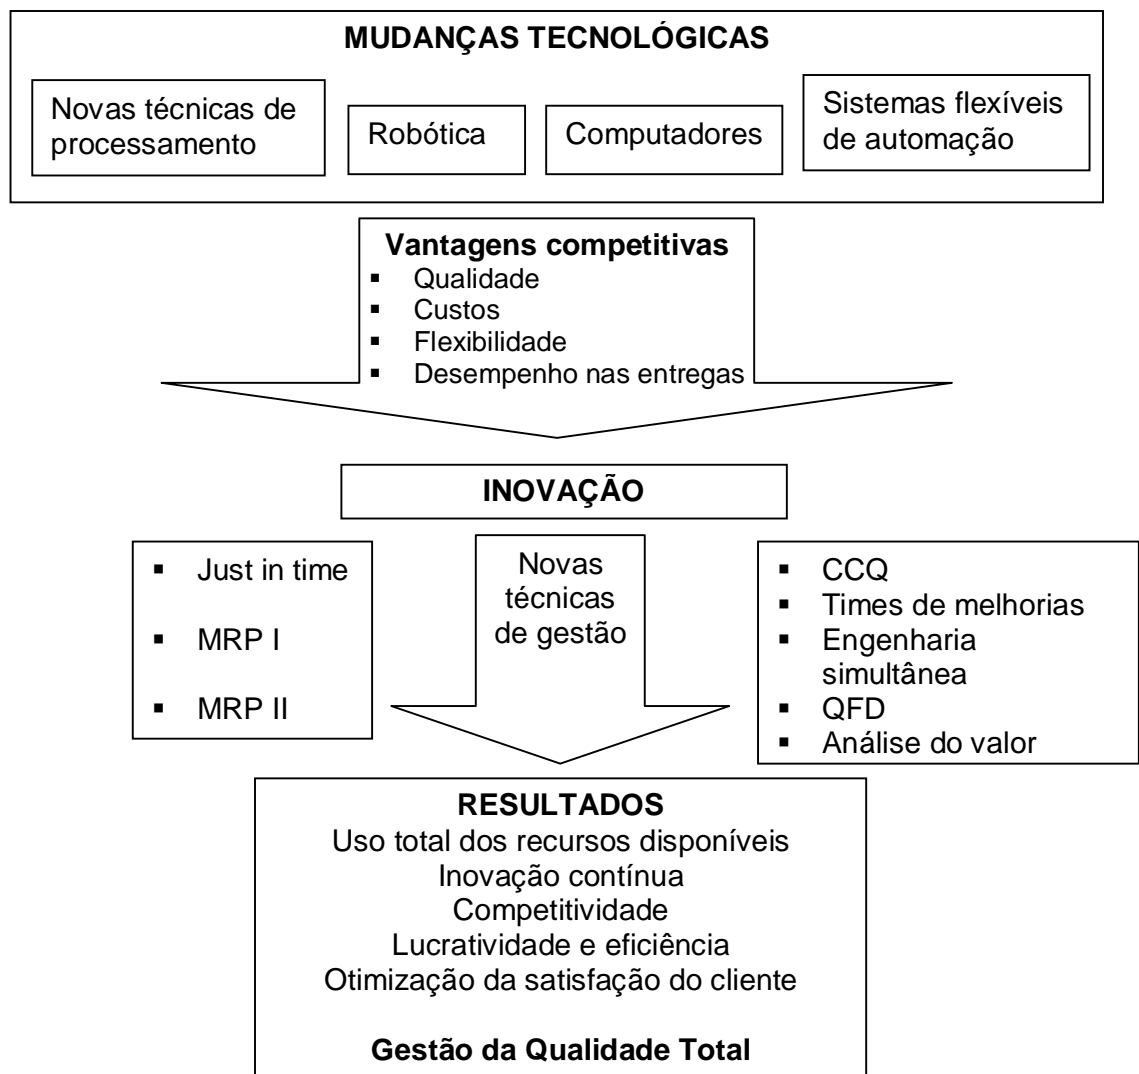 MUDANÇAS TECNOLÓGICAS
Novas técnicas de
processamento
Robótica
Computadores
Sistemas flexíveis
de automação
Vantagens competitivas
▪ Qualidade
▪ Custos
▪ Flexibilidade
▪ Desempenho nas entregas
INOVAÇÃO
▪ Just in time
▪ MRP I
▪ MRP II
Novas
técnicas
de gestão
▪ CCQ
▪ Times de melhorias
▪ Engenharia
simultânea
▪ QFD
▪ Análise do valor
RESULTADOS
Uso total dos recursos disponíveis
Inovação contínua
Competitividade
Lucratividade e eficiência
Otimização da satisfação do cliente
Gestão da Qualidade Total